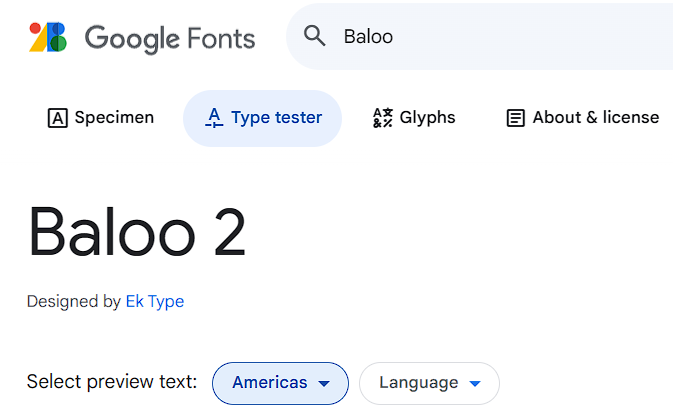 Google Fonts Baloo
Specimen Type tester Glyphs About & license
Baloo 2
Designed by Ek Type
Select preview text: Americas Language